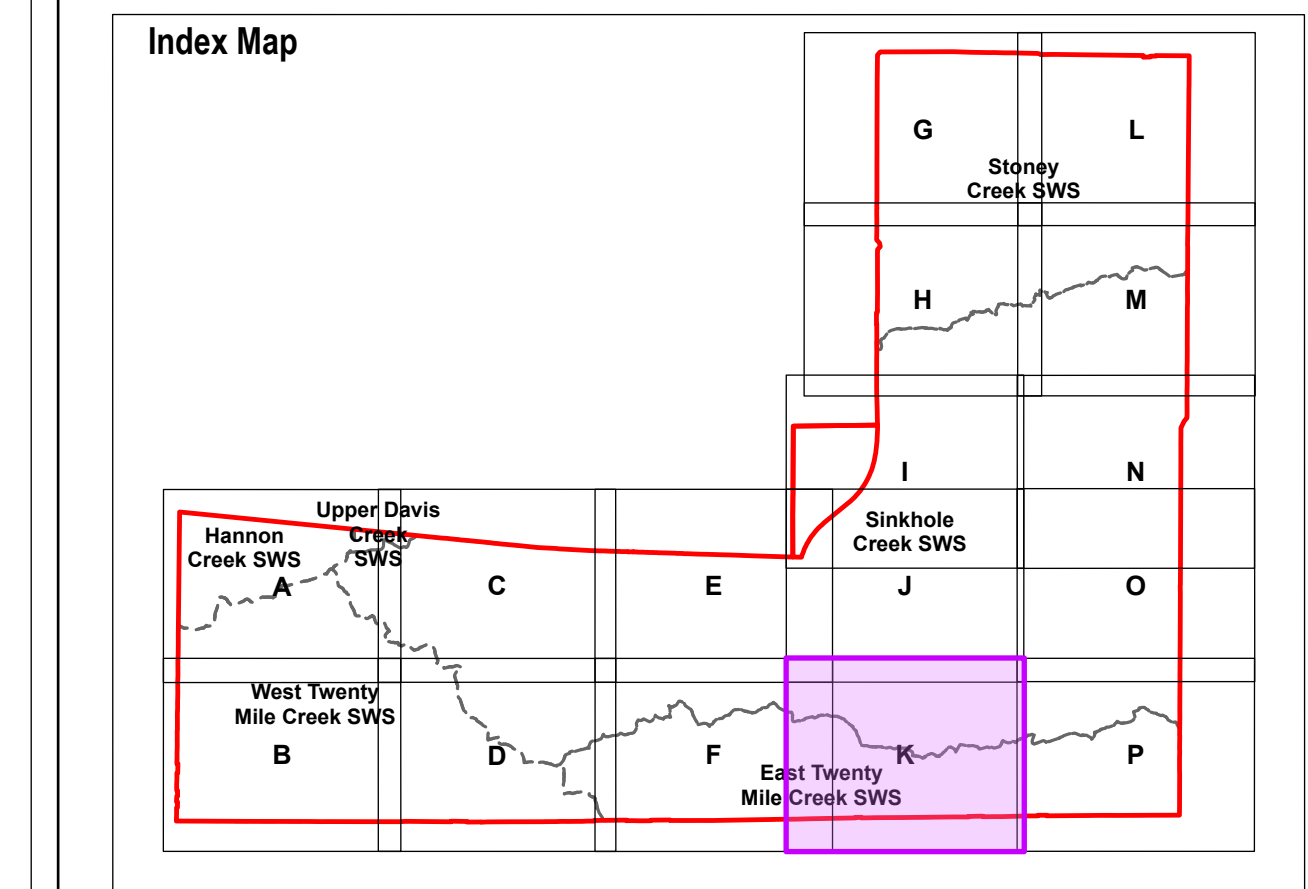 Index Map
G
L
Stoney
Creek SWS
H
M
I
N
Sinkhole
Creek SWS
Upper Davis
Creek
SWS
Hannon
Creek SWS
A
C
E
J
O
West Twenty
Mile Creek SWS
B
D
F
K
P
East Twenty
Mile Creek SWS